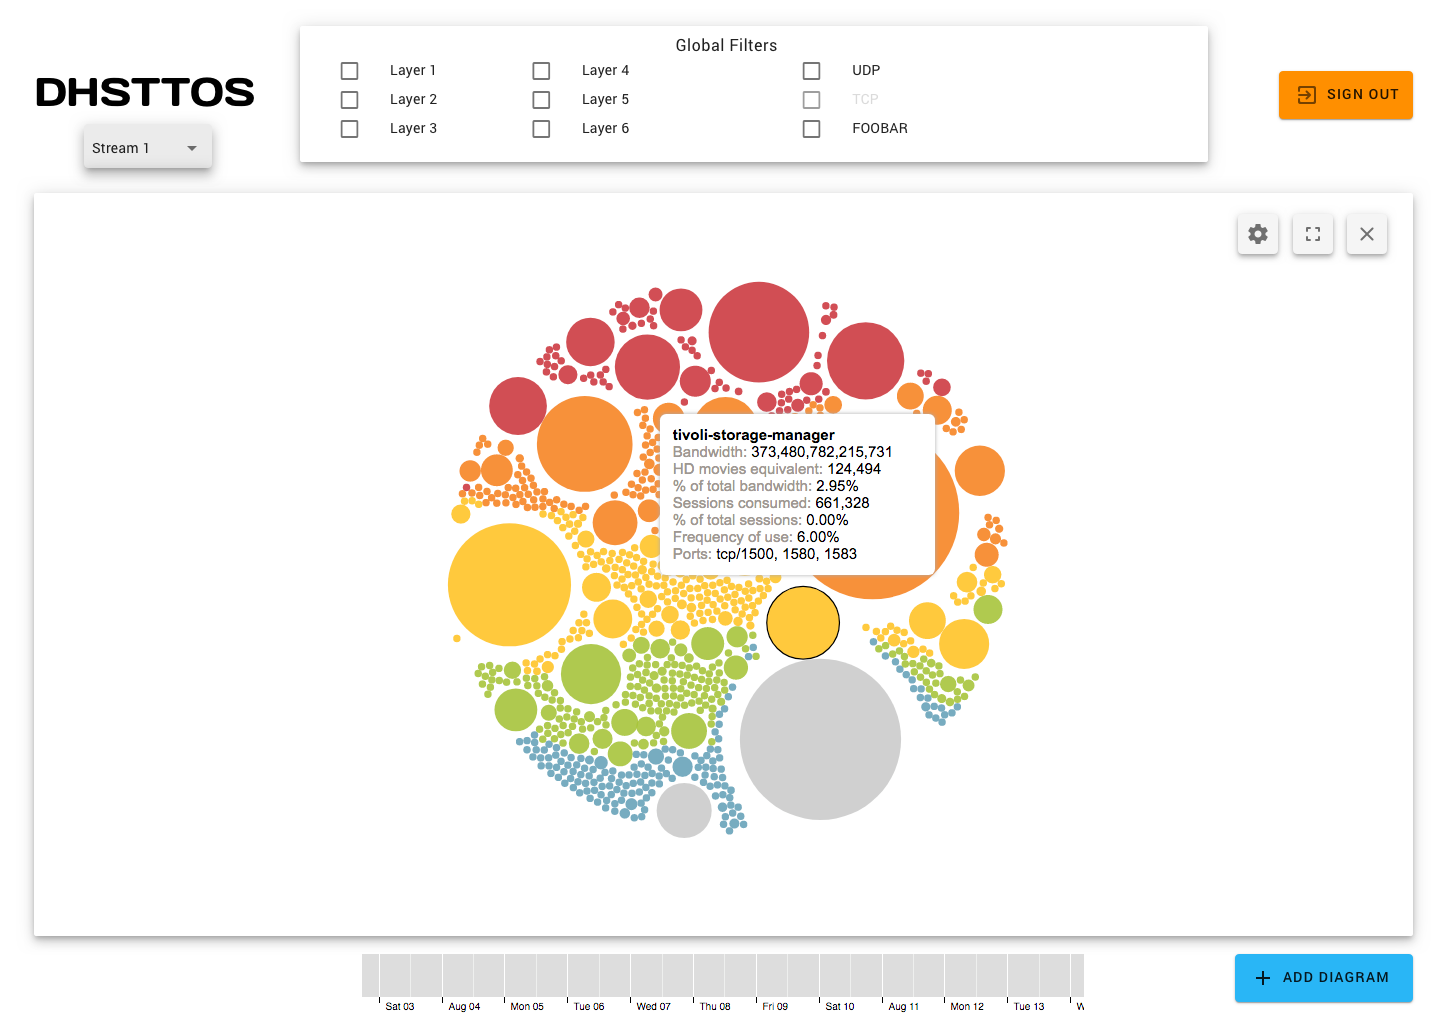 DHSTTOS
Stream 1
Global Filters
Layer 1
Layer 4
UDP
Layer 2
Layer 5
TCP
Layer 3
Layer 6
FOOBAR
SIGN OUT
tivoli-storage-manager
Bandwidth: 373,480,782,215,731
HD movies equivalent: 124,494
% of total bandwidth: 2.95%
Sessions consumed: 661,328
% of total sessions: 0.00%
Frequency of use: 6.00%
Ports: tcp/1500, 1580, 1583
Sat 03
Aug 04
Mon 05
Tue 06
Wed 07
Thu 08
Fri 09
Sat 10
Aug 11
Mon 12
Tue 13
ADD DIAGRAM